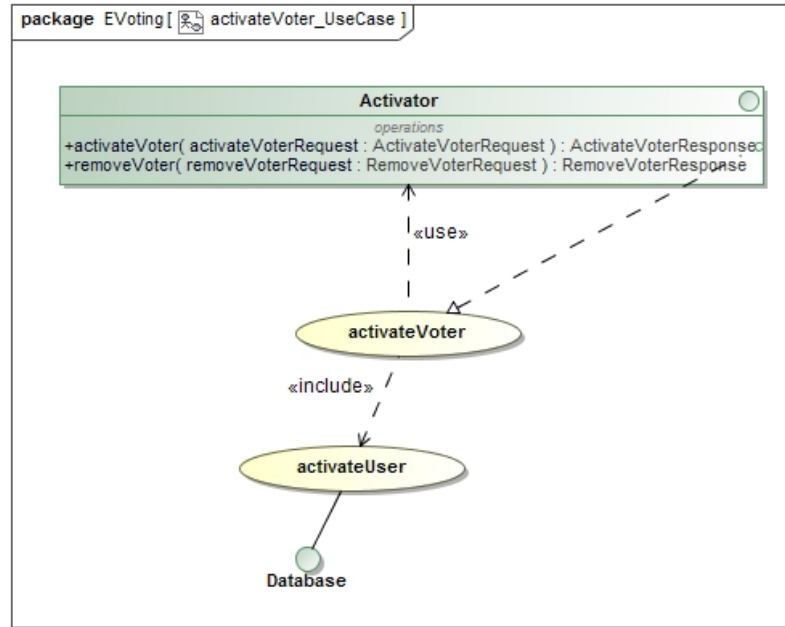 package EVoting [ activateVoter_UseCase ]
Activator
operations
+activateVoter( activateVoterRequest : ActivateVoterRequest ) : ActivateVoterResponse
+removeVoter( removeVoterRequest : RemoveVoterRequest ) : RemoveVoterResponse
«use»
activateVoter
«include»
activateUser
Database